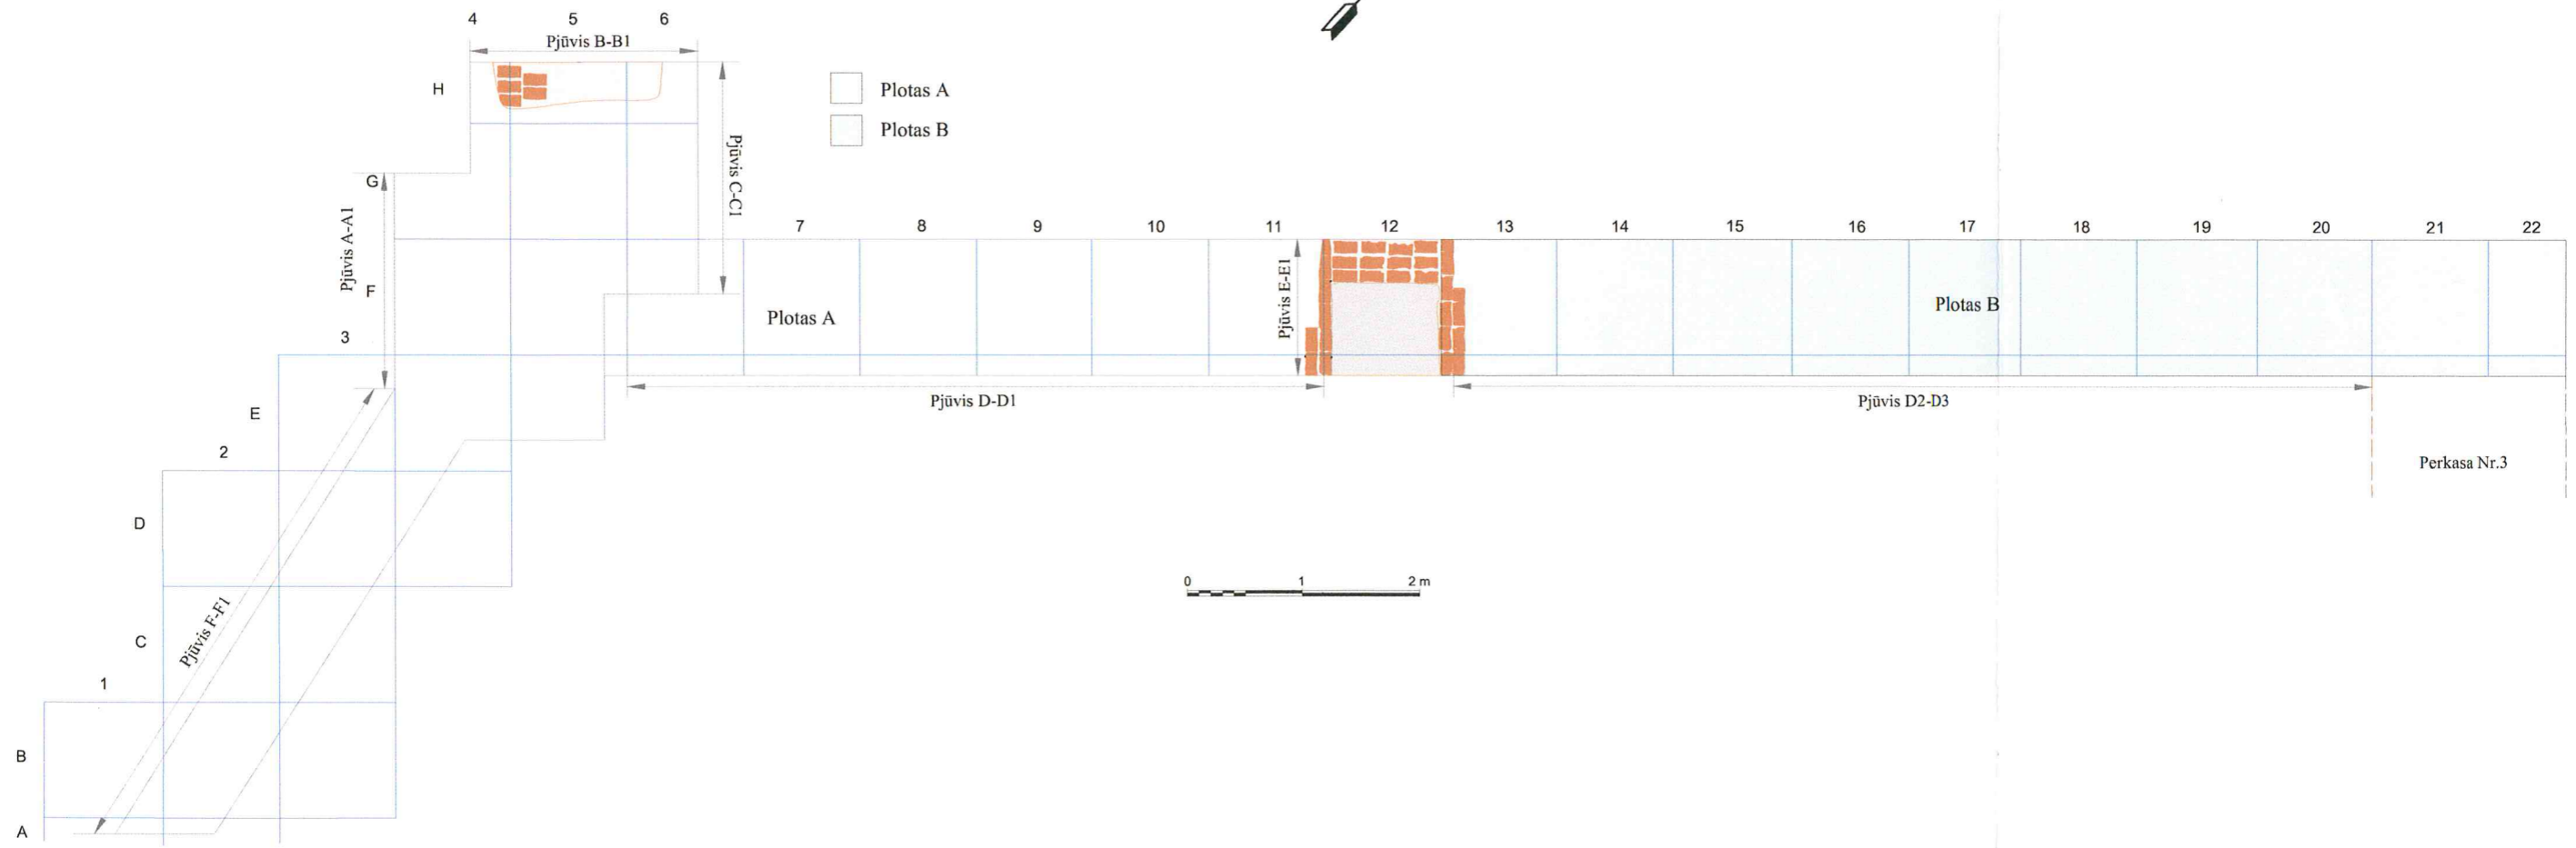 4 5 6
Pjūvis B-B1
H
Plotas A
Plotas B
Pjūvis C-C1
G
Pjūvis A-A1
F
7 8 9 10 11 12 13 14 15 16 17 18 19 20 21 22
Pjūvis E-E1
Plotas A
Plotas B
3
E
Pjūvis D-D1
Pjūvis D2-D3
2
Perkasa Nr.3
D
0 1 2 m
Pjūvis F-F1
C
1
B
A